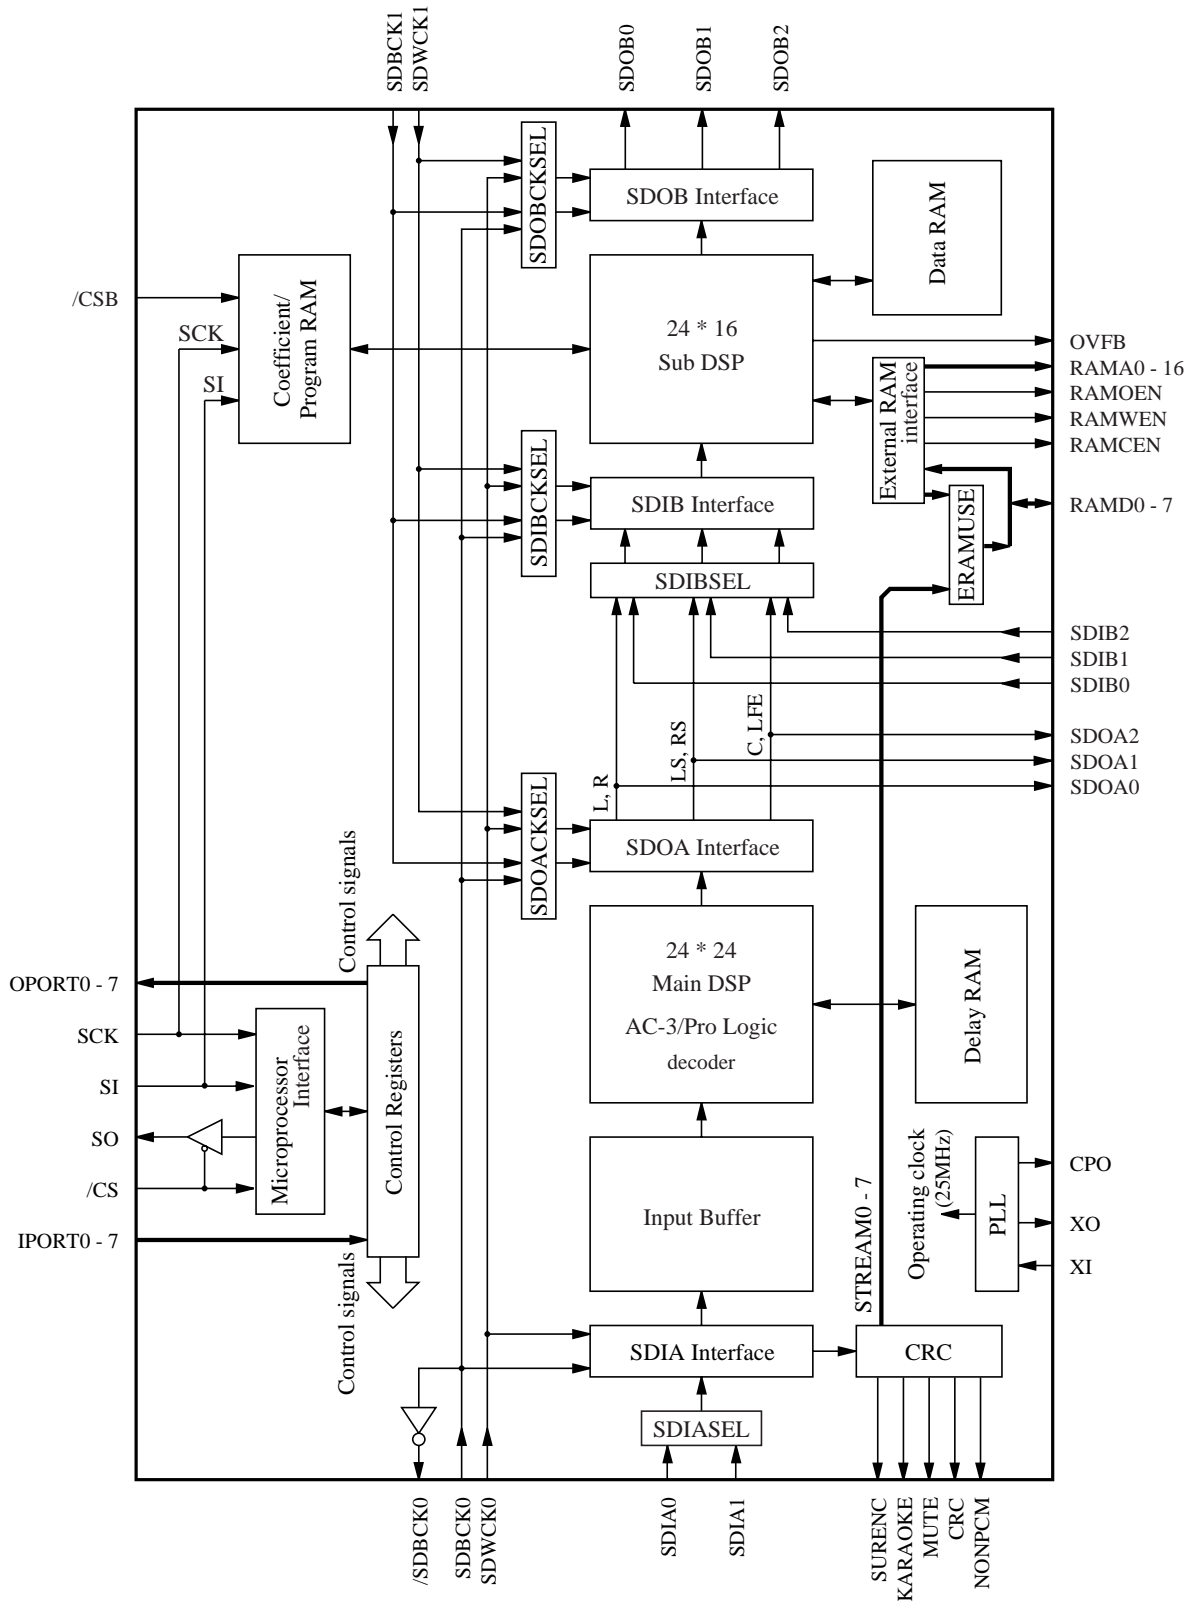 SDBCK1
SDWCK1
SDOB0
SDOB1
SDOB2
SDOBCKSEL
SDOB Interface
Data RAM
/CSB
SCK
SI
Coefficient/
Program RAM
24 * 16
Sub DSP
OVFB
RAMA0 - 16
RAMOEN
RAMWEN
RAMCEN
External RAM
interface
SDIBCKSEL
SDIB Interface
ERAMUSE
RAMD0 - 7
SDIBSEL
SDIB2
SDIB1
SDIB0
L, R
LS, RS
C, LFE
SDOA2
SDOA1
SDOA0
SDOACKSEL
SDOA Interface
Control signals
OPORT0 - 7
SCK
SI
SO
/CS
IPORT0 - 7
Microprocessor
Interface
Control Registers
24 * 24
Main DSP
AC-3/Pro Logic
decoder
Delay RAM
Input Buffer
STREAM0 - 7
Operating clock
(25MHz)
PLL
CPO
XO
XI
Control signals
SDIA Interface
CRC
SDIASEL
/SDBCK0
SDBCK0
SDWCK0
SDIA0
SDIA1
SURENC
KARAOKE
MUTE
CRC
NONPCM